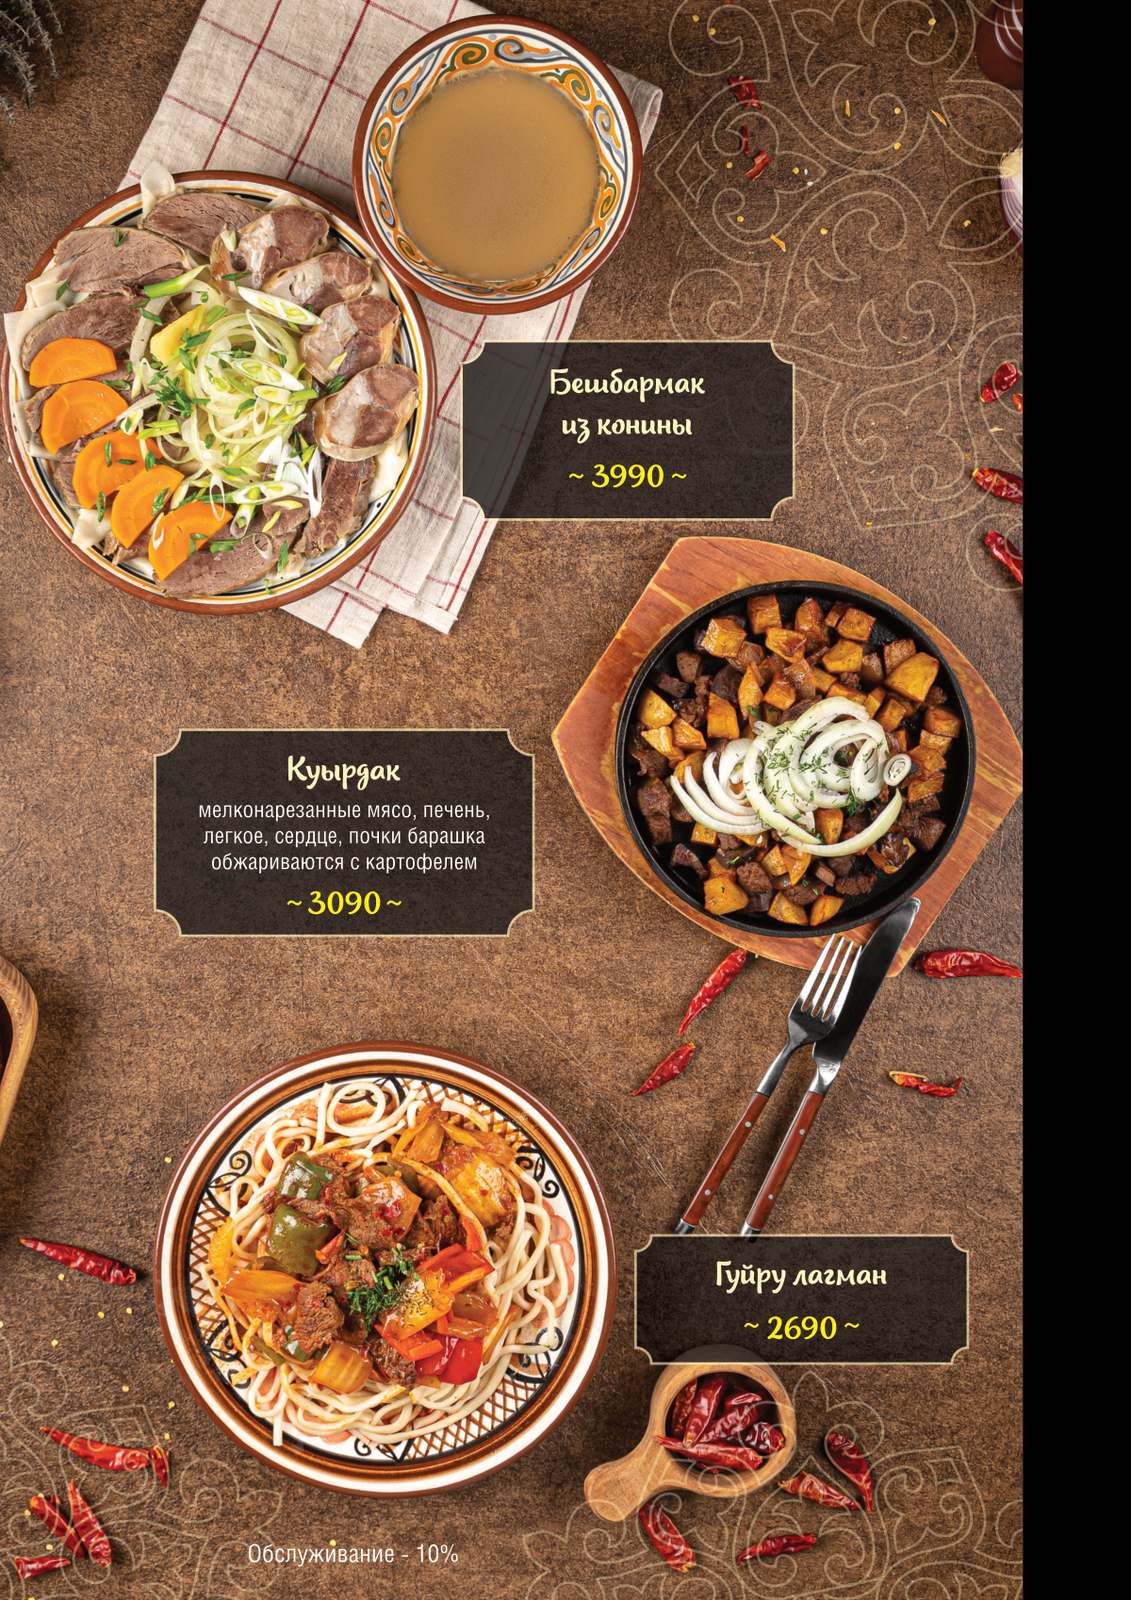 Бешбармак
из конины
~ 3990 ~
Куырдак
мелконарезанные мясо, печень,
легкое, сердце, почки барашка
обжариваются с картофелем
~ 3090 ~
Гуйру лагман
~ 2690 ~
Обслуживание - 10%